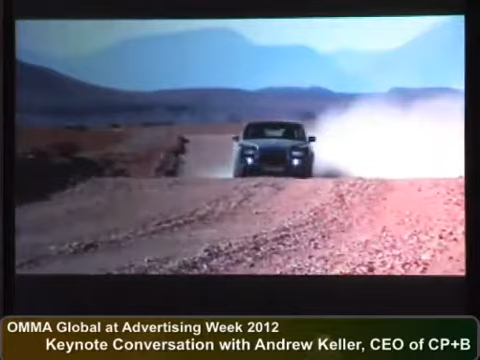 OMMA Global at Advertising Week 2012
Keynote Conversation with Andrew Keller, CEO of CP+B